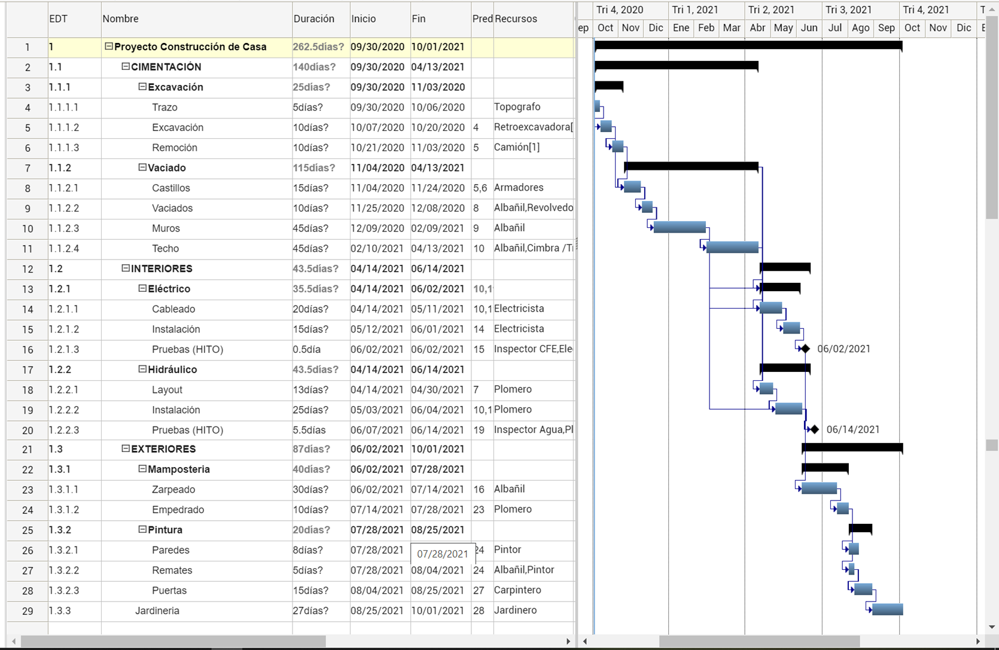 EDT Nombre Duración Inicio Fin Pred Recursos
Tri 4, 2020 Tri 1, 2021 Tri 2, 2021 Tri 3, 2021 Tri 4, 2021 T
ep Oct Nov Dic Ene Feb Mar Abr May Jun Jul Ago Sep Oct Nov Dic E
1 1 Proyecto Construcción de Casa 262.5días? 09/30/2020 10/01/2021
2 1.1 CIMENTACIÓN 140días? 09/30/2020 04/13/2021
3 1.1.1 Excavación 25días? 09/30/2020 11/03/2020
4 1.1.1.1 Trazo 5días? 09/30/2020 10/06/2020 Topografo
5 1.1.1.2 Excavación 10días? 10/07/2020 10/20/2020 4 Retroexcavadora[
6 1.1.1.3 Remoción 10días? 10/21/2020 11/03/2020 5 Camión[1]
7 1.1.2 Vaciado 115días? 11/04/2020 04/13/2021
8 1.1.2.1 Castillos 15días? 11/04/2020 11/24/2020 5,6 Armadores
9 1.1.2.2 Vaciados 10días? 11/25/2020 12/08/2020 8 Albañil,Revolvedo
10 1.1.2.3 Muros 45días? 12/09/2020 02/09/2021 9 Albañil
11 1.1.2.4 Techo 45días? 02/10/2021 04/13/2021 10 Albañil,Cimbra /Tr
12 1.2 INTERIORES 43.5días? 04/14/2021 06/14/2021
13 1.2.1 Eléctrico 35.5días? 04/14/2021 06/02/2021 10,1
14 1.2.1.1 Cableado 20días? 04/14/2021 05/11/2021 10,1 Electricista
15 1.2.1.2 Instalación 15días? 05/12/2021 06/01/2021 14 Electricista
16 1.2.1.3 Pruebas (HITO) 0.5día 06/02/2021 06/02/2021 15 Inspector CFE,Ele 06/02/2021
17 1.2.2 Hidráulico 43.5días? 04/14/2021 06/14/2021
18 1.2.2.1 Layout 13días? 04/14/2021 04/30/2021 7 Plomero
19 1.2.2.2 Instalación 25días? 05/03/2021 06/04/2021 10,1 Plomero
20 1.2.2.3 Pruebas (HITO) 5.5días 06/07/2021 06/14/2021 19 Inspector Agua,Pl 06/14/2021
21 1.3 EXTERIORES 87días? 06/02/2021 10/01/2021
22 1.3.1 Mamposteria 40días? 06/02/2021 07/28/2021
23 1.3.1.1 Zarpeado 30días? 06/02/2021 07/14/2021 16 Albañil
24 1.3.1.2 Empedrado 10días? 07/14/2021 07/28/2021 23 Plomero
25 1.3.2 Pintura 20días? 07/28/2021 08/25/2021
26 1.3.2.1 Paredes 8días? 07/28/2021 07/28/2021 24 Pintor
27 1.3.2.2 Remates 5días? 07/28/2021 08/04/2021 24 Albañil,Pintor
28 1.3.2.3 Puertas 15días? 08/04/2021 08/25/2021 27 Carpintero
29 1.3.3 Jardineria 27días? 08/25/2021 10/01/2021 28 Jardinero